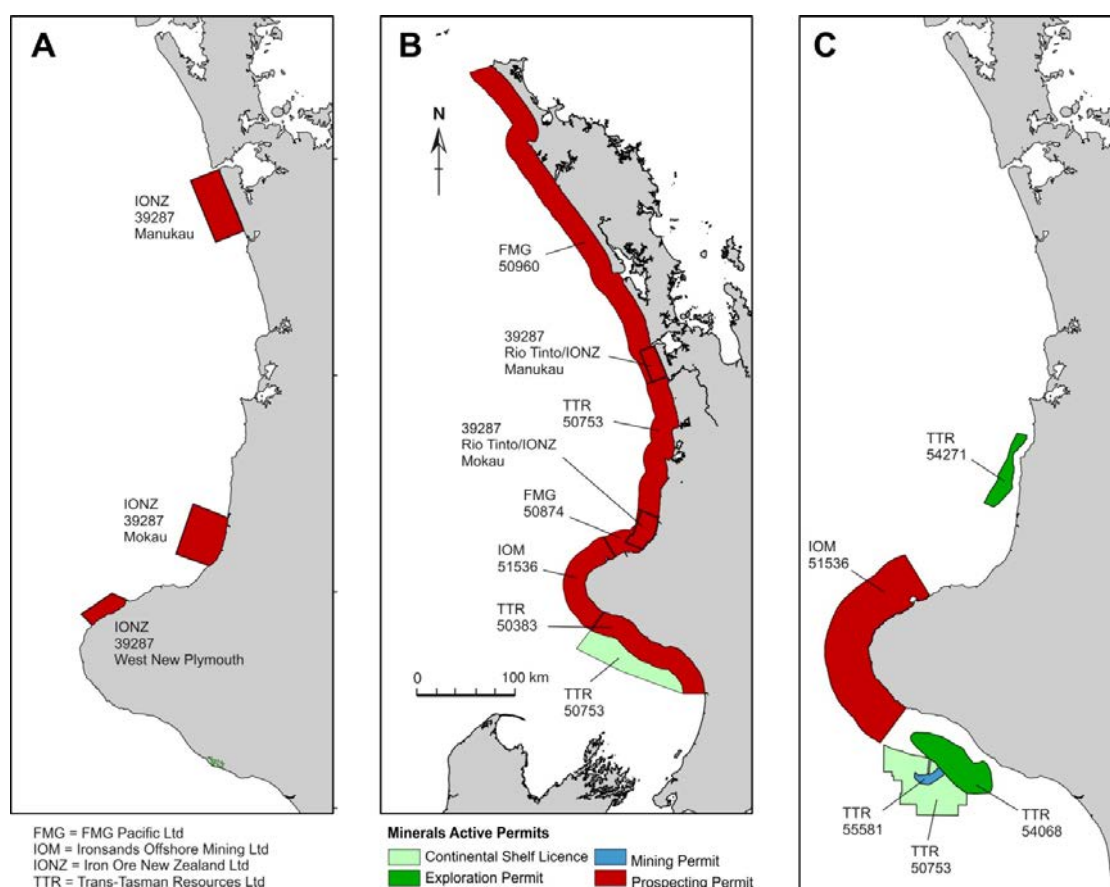 A
IONZ
39287
Manukau
IONZ
39287
Mokau
IONZ
39287
West New Plymouth
FMG = FMG Pacific Ltd
IOM = Ironsands Offshore Mining Ltd
IONZ = Iron Ore New Zealand Ltd
TTR = Trans-Tasman Resources Ltd
B
N
FMG
50960
39287
Rio Tinto/IONZ
Manukau
TTR
50753
39287
Rio Tinto/IONZ
Mokau
FMG
50874
IOM
51536
TTR
50383
0 100 km
TTR
50753
Minerals Active Permits
Continental Shelf Licence
Exploration Permit
Mining Permit
Prospecting Permit
C
TTR
54271
IOM
51536
TTR
55581
TTR
50753
TTR
54068